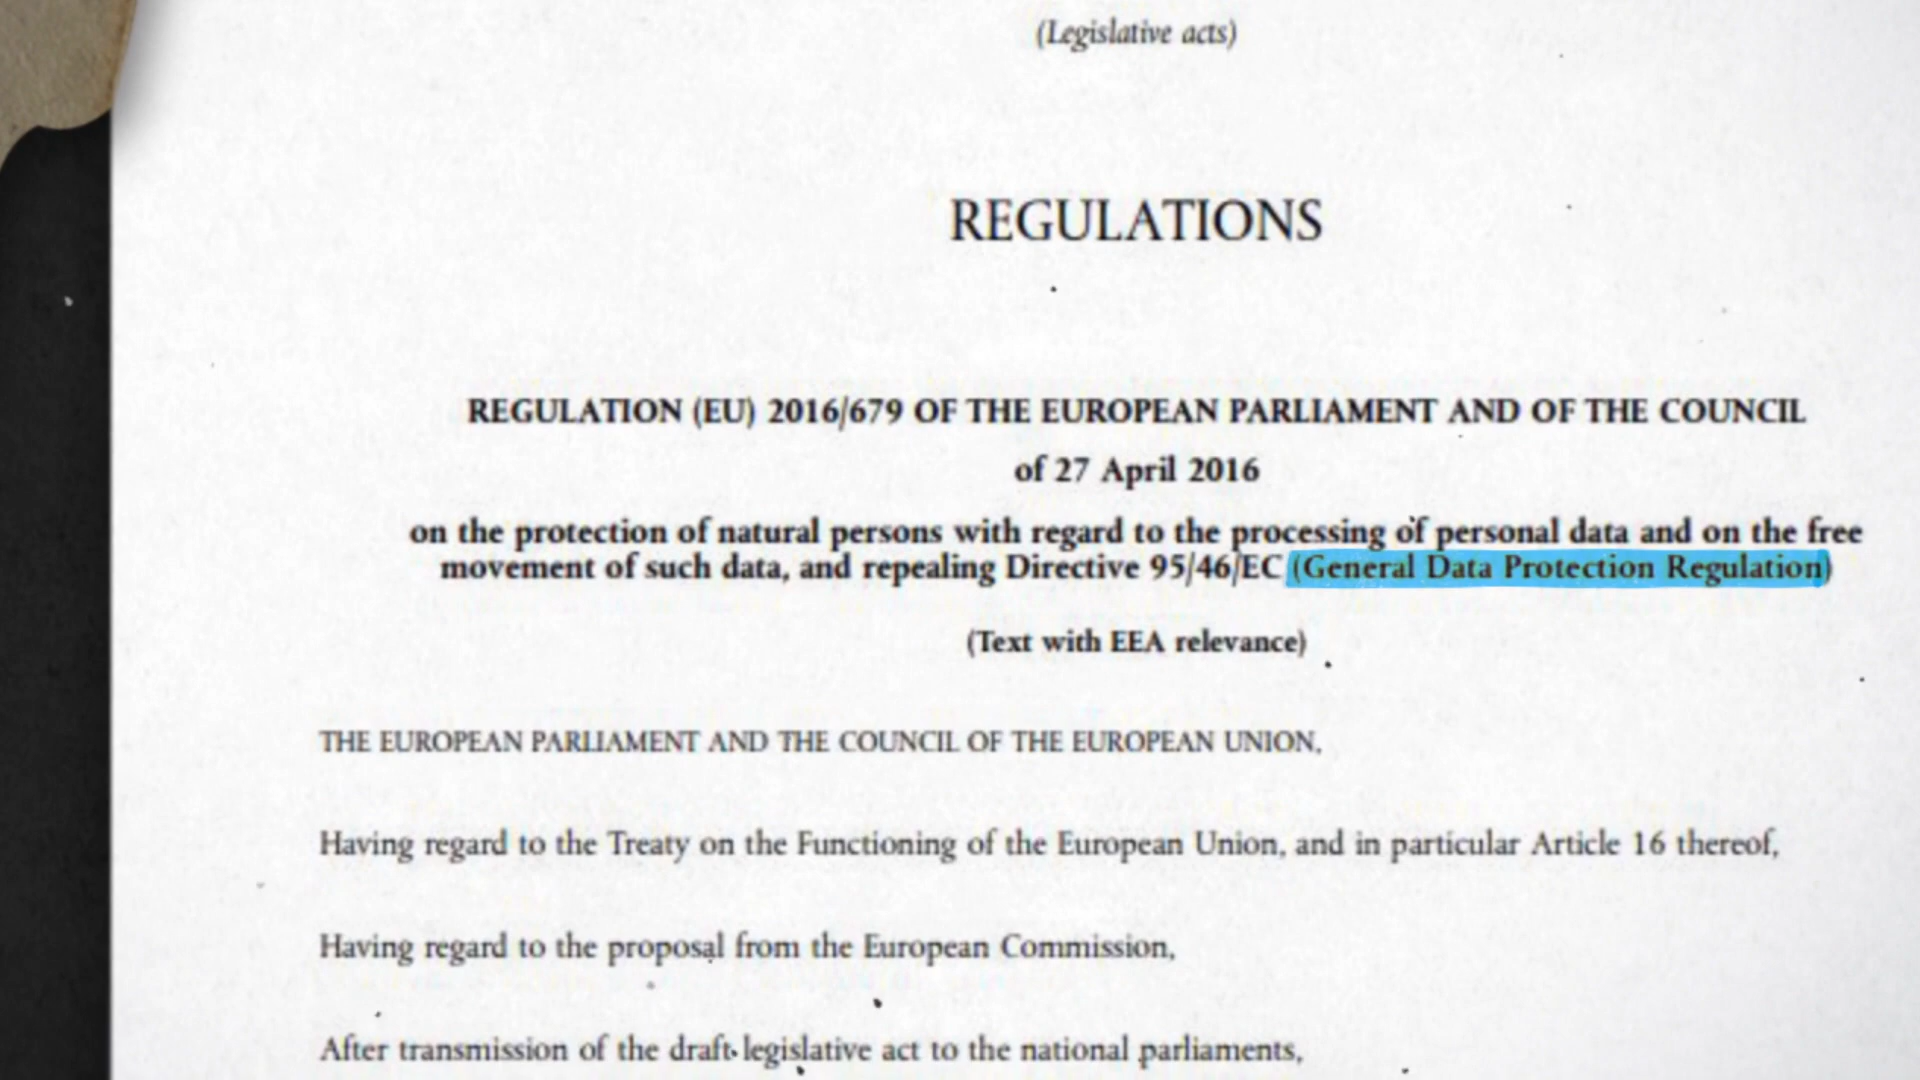 (Legislative acts)
REGULATIONS
REGULATION (EU) 2016/679 OF THE EUROPEAN PARLIAMENT AND OF THE COUNCIL
of 27 April 2016
on the protection of natural persons with regard to the processing of personal data and on the free
movement of such data, and repealing Directive 95/46/EC (General Data Protection Regulation)
(Text with EEA relevance)
THE EUROPEAN PARLIAMENT AND THE COUNCIL OF THE EUROPEAN UNION,
Having regard to the Treaty on the Functioning of the European Union, and in particular Article 16 thereof,
Having regard to the proposal from the European Commission,
After transmission of the draft legislative act to the national parliaments,